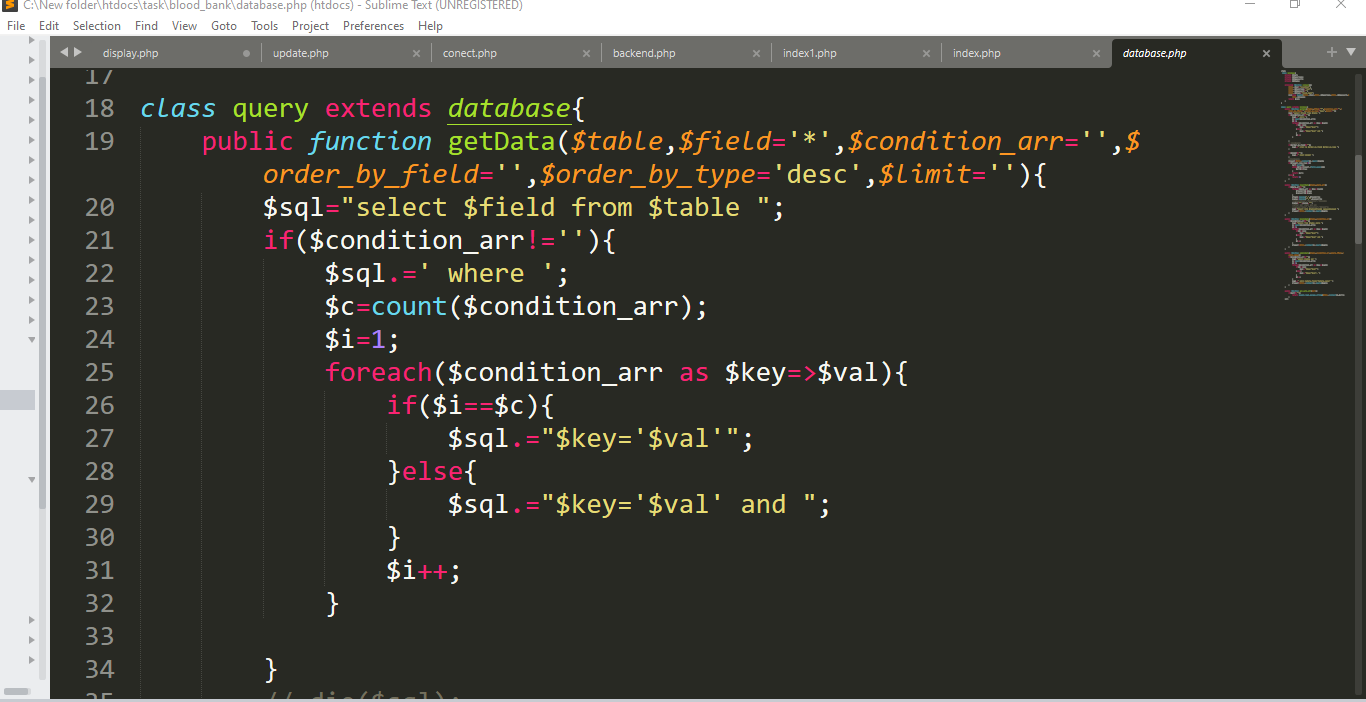 C:\New folder\htdocs\task\blood_bank\database.php (htdocs) - Sublime Text (UNREGISTERED)
File Edit Selection Find View Goto Tools Project Preferences Help
display.php update.php conect.php backend.php index1.php index.php database.php
17
18 class query extends database{
19 public function getData($table,$field='*',$condition_arr='',$
order_by_field='',$order_by_type='desc',$limit=''){
20 $sql="select $field from $table ";
21 if($condition_arr!=''){
22 $sql.=' where ';
23 $c=count($condition_arr);
24 $i=1;
25 foreach($condition_arr as $key=>$val){
26 if($i==$c){
27 $sql.="$key='$val'";
28 }else{
29 $sql.="$key='$val' and ";
30 }
31 $i++;
32 }
33
34 }
35 // die($sql);